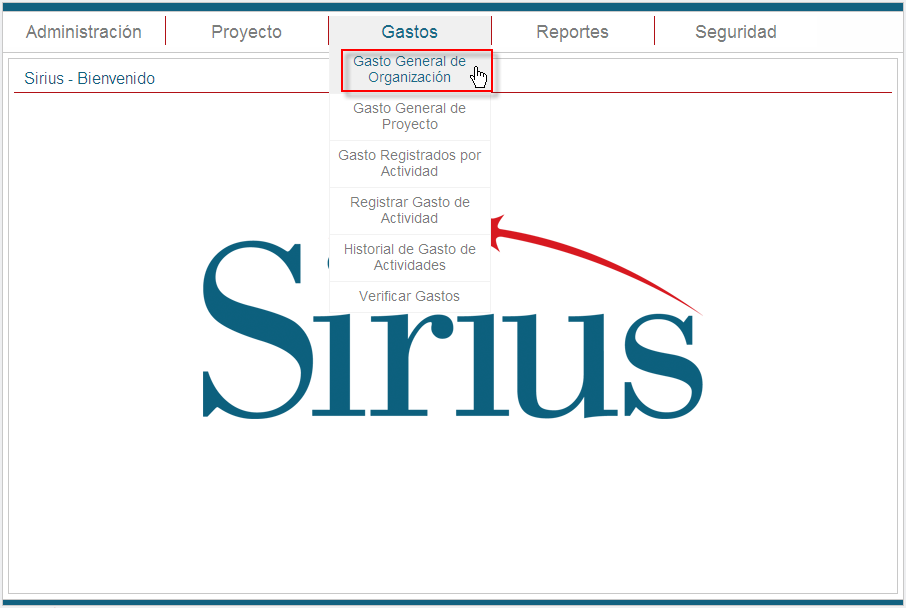 Administración
Proyecto
Gastos
Reportes
Seguridad
Sirius - Bienvenido
Gasto General de
Organización
Gasto General de
Proyecto
Gasto Registrados por
Actividad
Registrar Gasto de
Actividad
Historial de Gasto de
Actividades
Verificar Gastos
Sirius